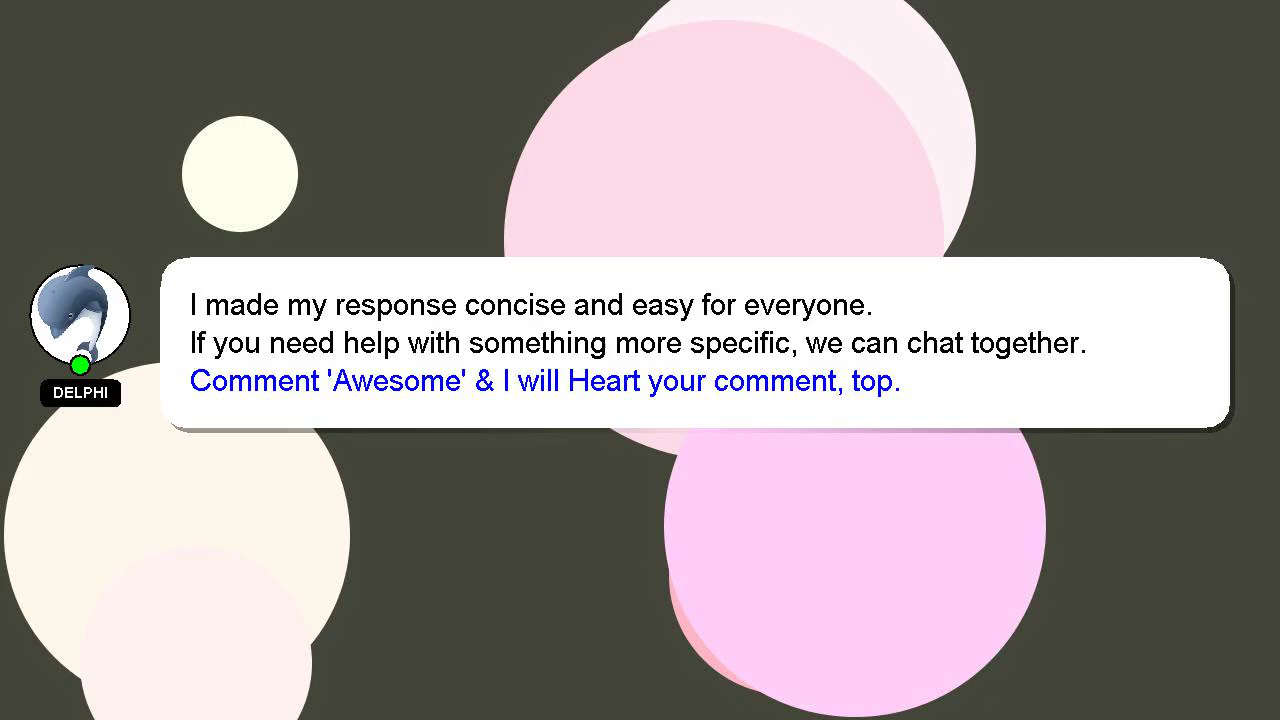 I made my response concise and easy for everyone.
If you need help with something more specific, we can chat together.
Comment 'Awesome' & I will Heart your comment, top.
DELPHI